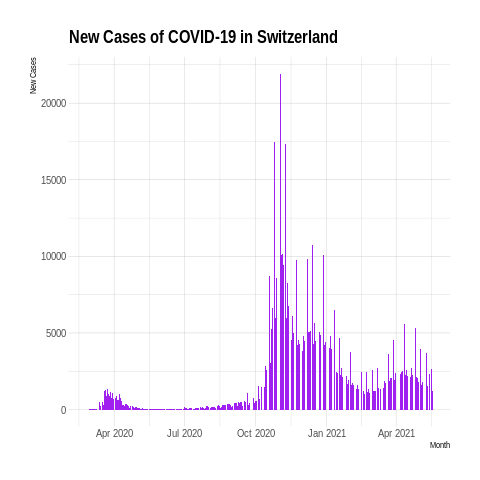 New Cases of COVID-19 in Switzerland
New Cases
20000
15000
10000
5000
0
Apr 2020 Jul 2020 Oct 2020 Jan 2021 Apr 2021
Month